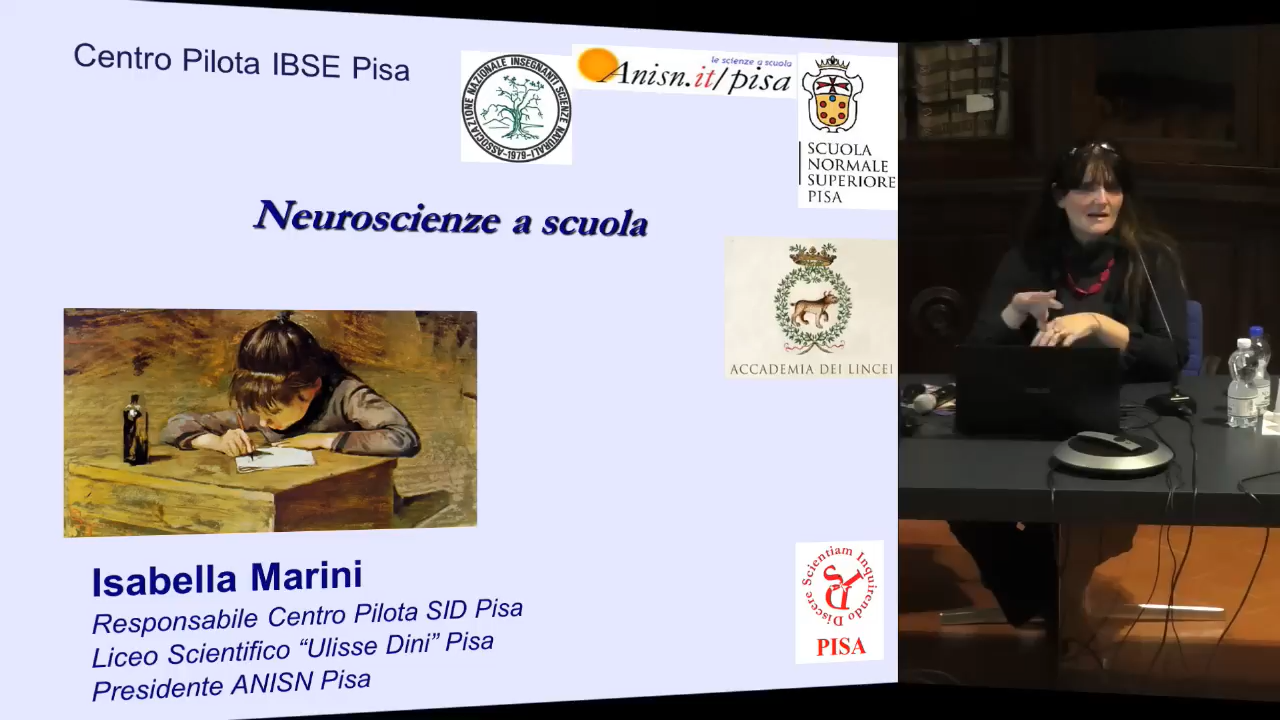 Centro Pilota IBSE Pisa
ASSOCIAZIONE NAZIONALE INSEGNANTI SCIENZE NATURALI
-1979-
le scienze a scuola
Anisn.it/pisa
SCUOLA
NORMALE
SUPERIORE
PISA
Neuroscienze a scuola
ACCADEMIA DEI LINCEI
Isabella Marini
Responsabile Centro Pilota SID Pisa
Liceo Scientifico “Ulisse Dini” Pisa
Presidente ANISN Pisa
Discere Scientiam Inquirendo
SID
PISA